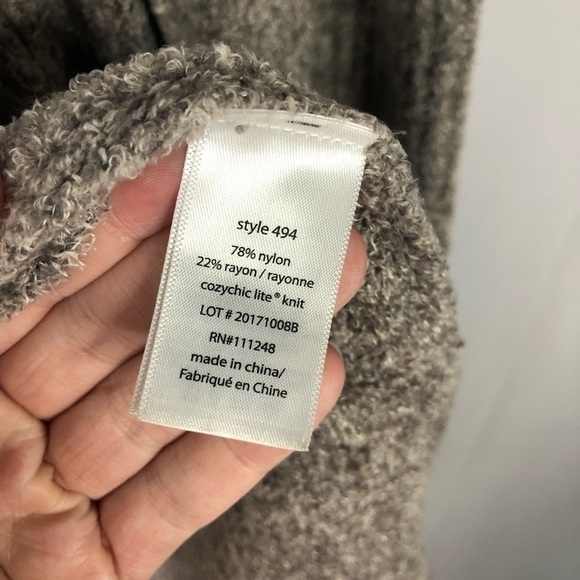 style 494
78% nylon
22% rayon / rayonne
cozychic lite® knit
LOT # 20171008B
RN#111248
made in china/
Fabriqué en Chine